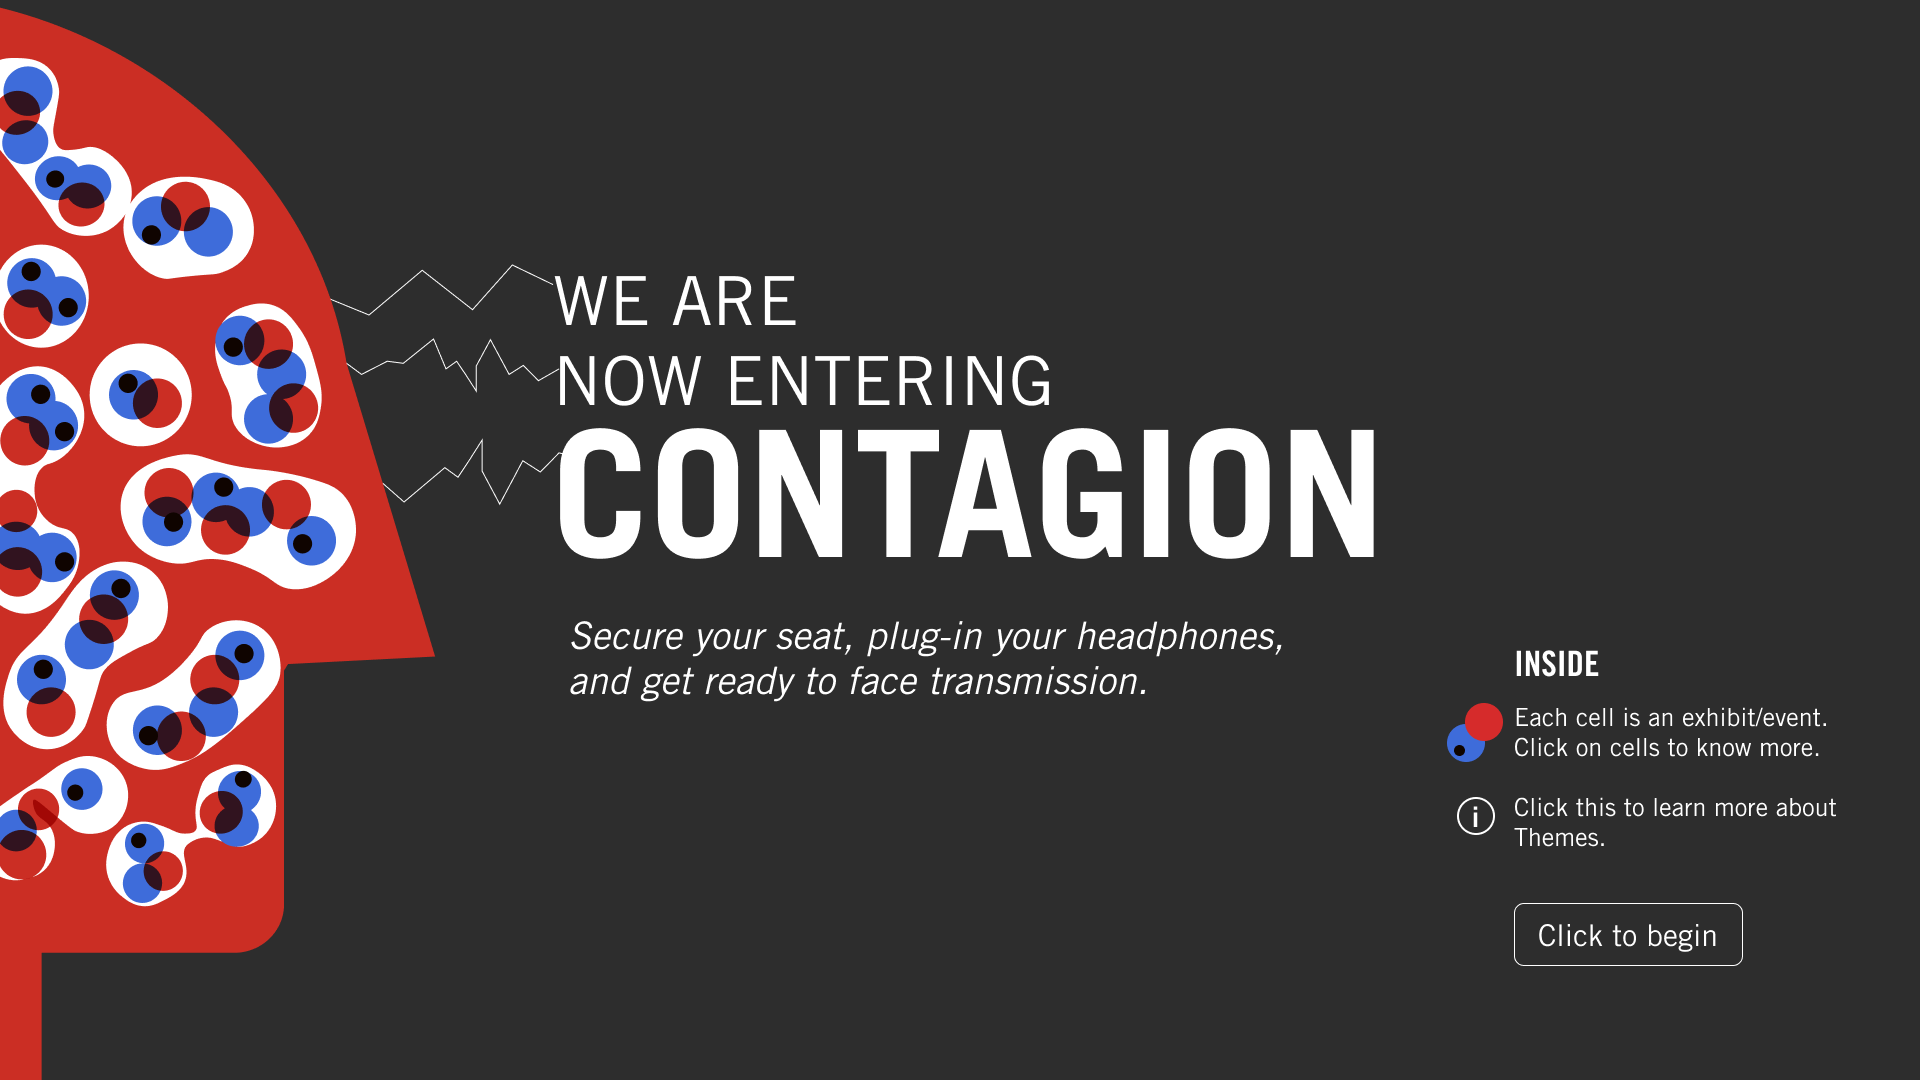 WE ARE
NOW ENTERING
CONTAGION
Secure your seat, plug-in your headphones,
and get ready to face transmission.
INSIDE
Each cell is an exhibit/event.
Click on cells to know more.
i
Click this to learn more about
Themes.
Click to begin